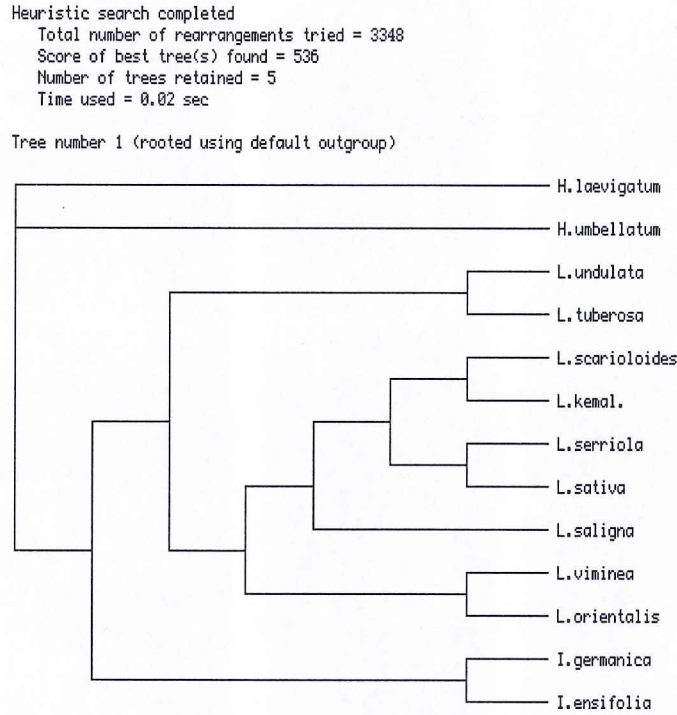 Heuristic search completed
Total number of rearrangements tried = 3348
Score of best tree(s) found = 536
Number of trees retained = 5
Time used = 0.02 sec
Tree number 1 (rooted using default outgroup)
H.laevigatum
H.umbellatum
L.undulata
L.tuberosa
L.scarioloides
L.kemal.
L.serriola
L.sativa
L.saligna
L.viminea
L.orientalis
I.germanica
I.ensifolia